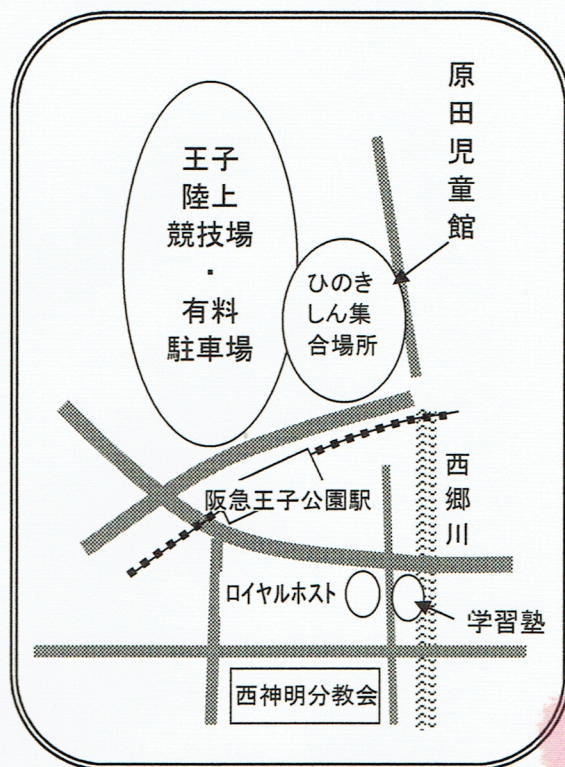 原田児童館
王子
陸上
競技場
・
有料
駐車場
ひのき
しん集
合場所
阪急王子公園駅
西郷川
ロイヤルホスト
学習塾
西神明分教会